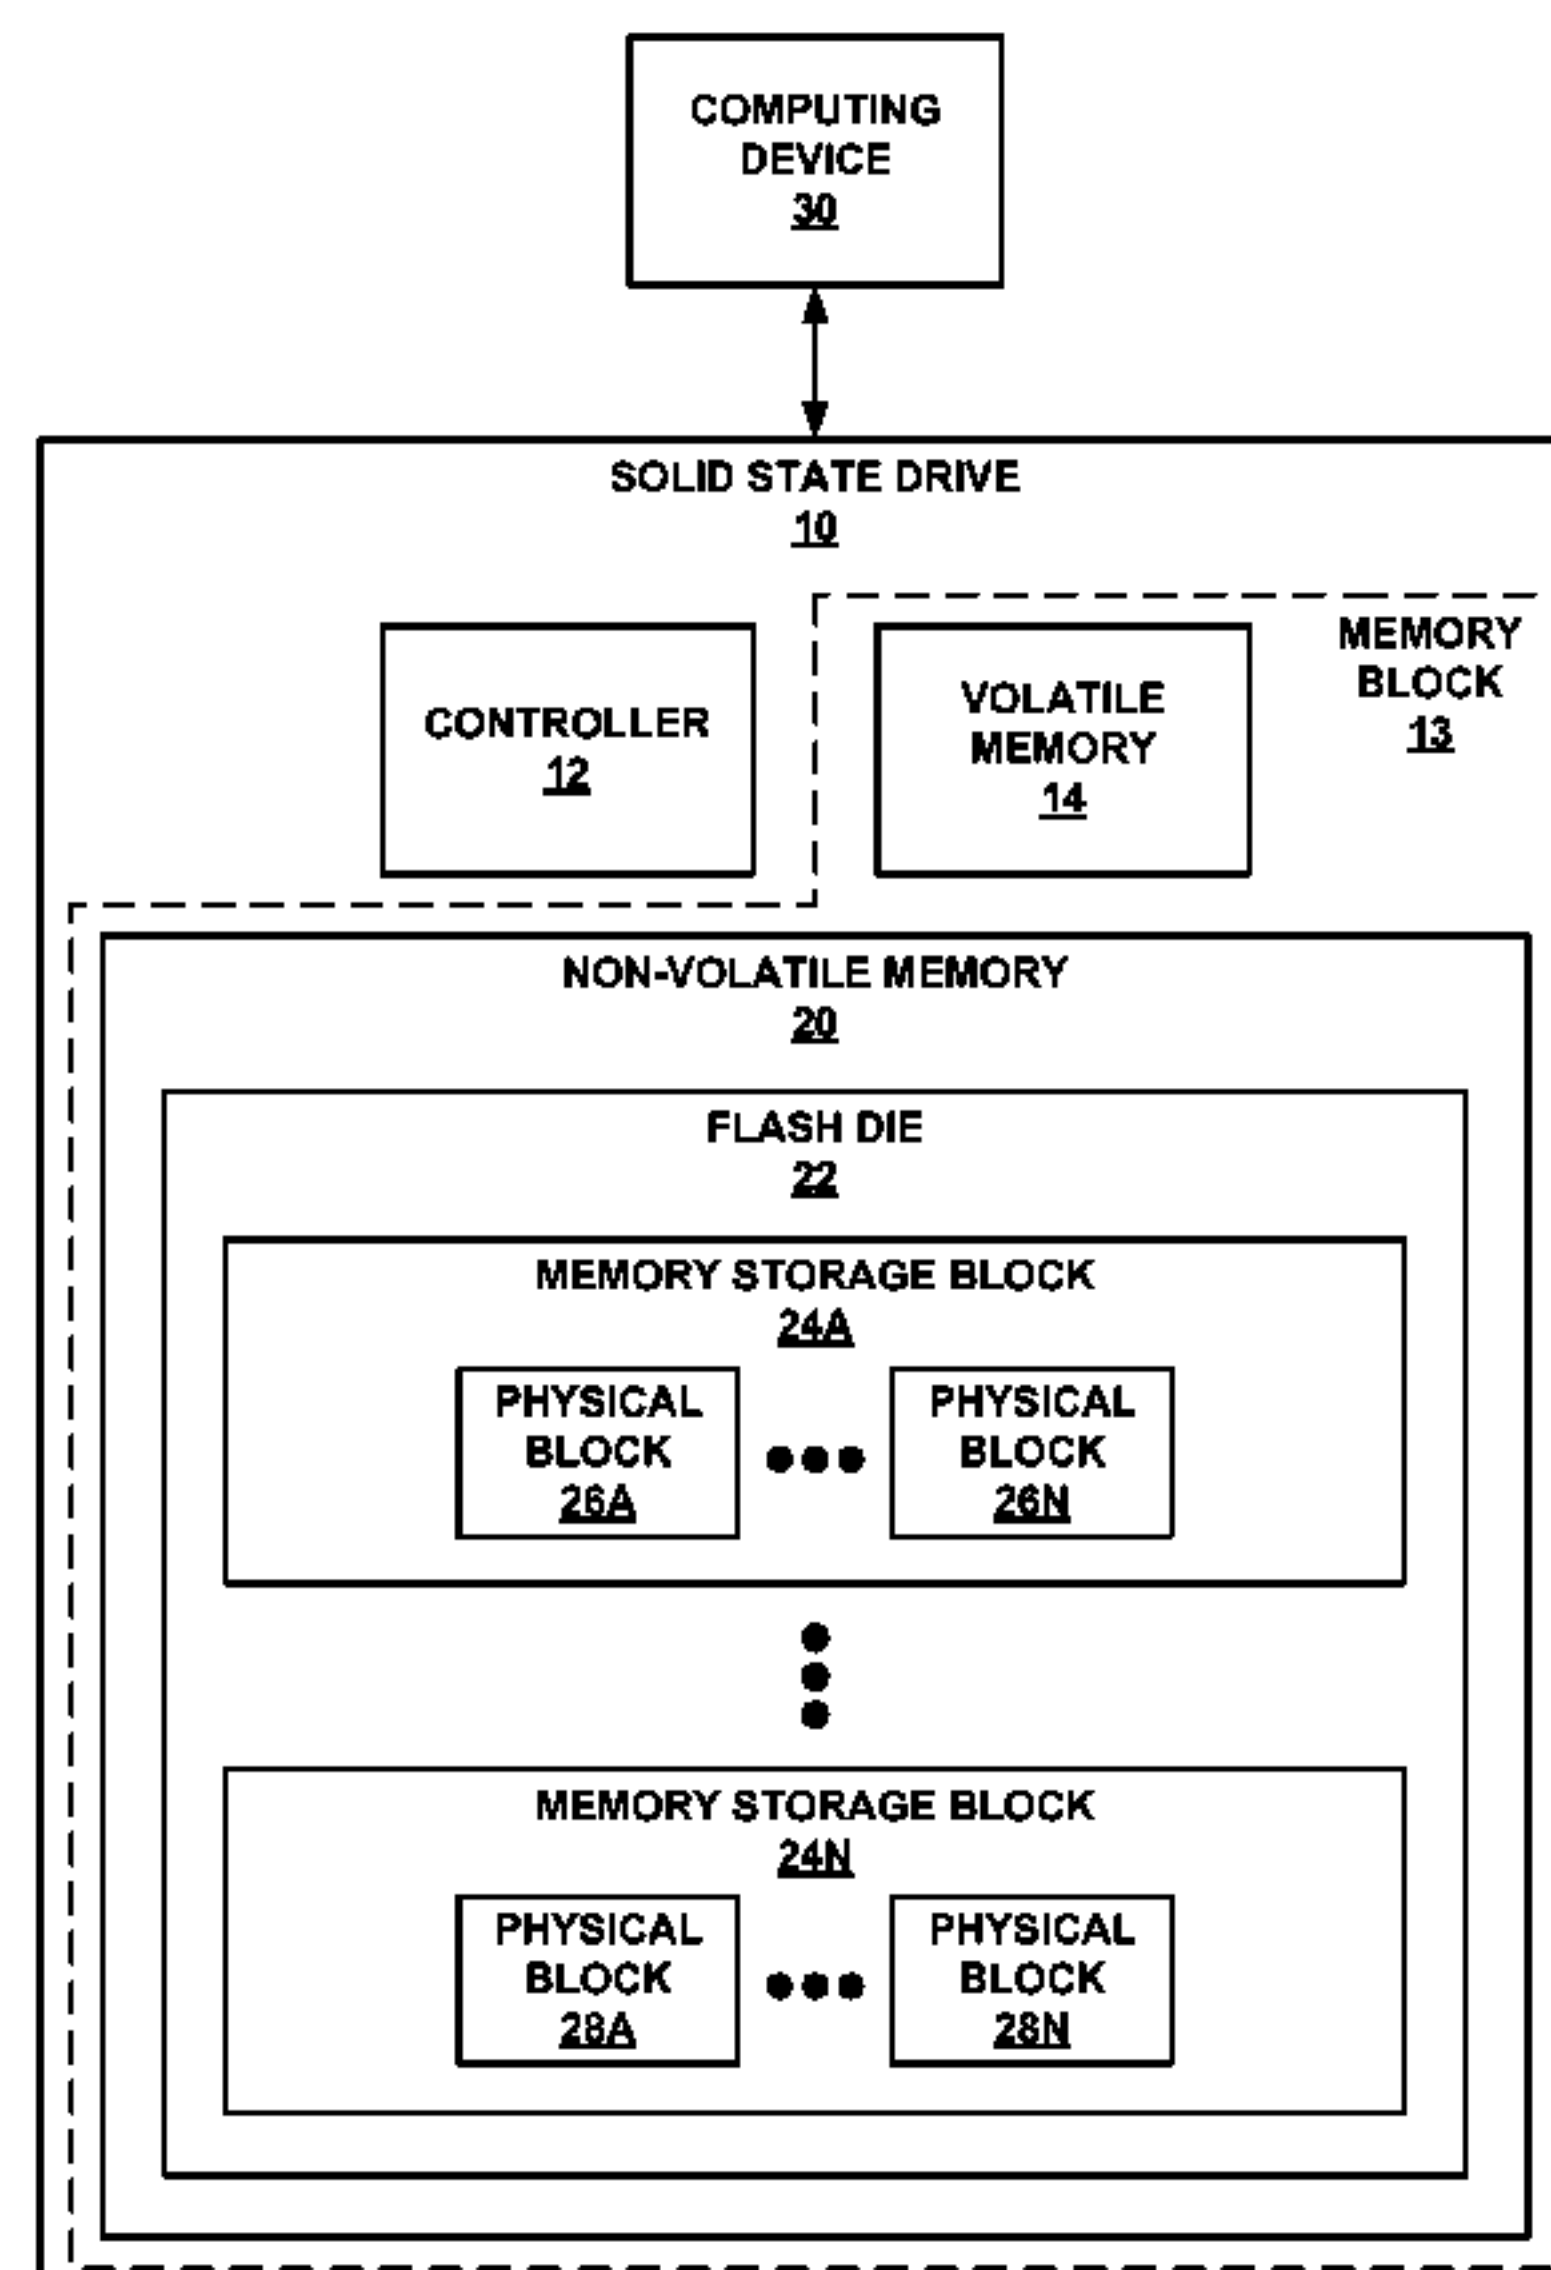 COMPUTING
DEVICE
30
SOLID STATE DRIVE
10
MEMORY
BLOCK
13
CONTROLLER
12
VOLATILE
MEMORY
14
NON-VOLATILE MEMORY
20
FLASH DIE
22
MEMORY STORAGE BLOCK
24A
PHYSICAL
BLOCK
26A
PHYSICAL
BLOCK
26N
MEMORY STORAGE BLOCK
24N
PHYSICAL
BLOCK
28A
PHYSICAL
BLOCK
28N